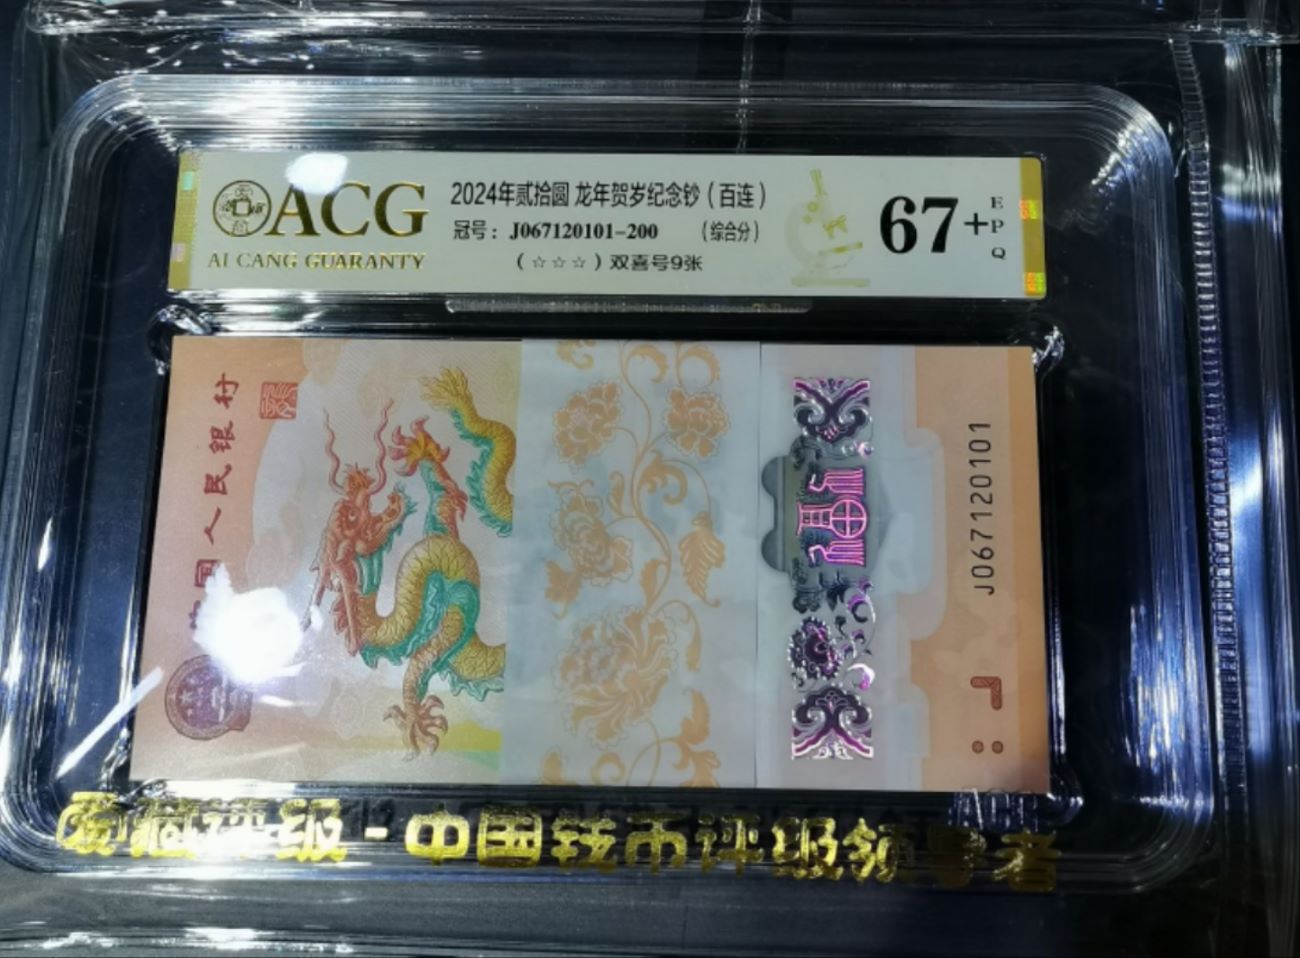 ACG
AI CANG GUARANTY
2024年贰拾圆 龙年贺岁纪念钞（百连）
冠号：J067120101-200 （综合分）
（☆☆☆）双喜号9张
67+
EPQ
人民银行
J067120101
爱藏评级-中国钱币评级领导者